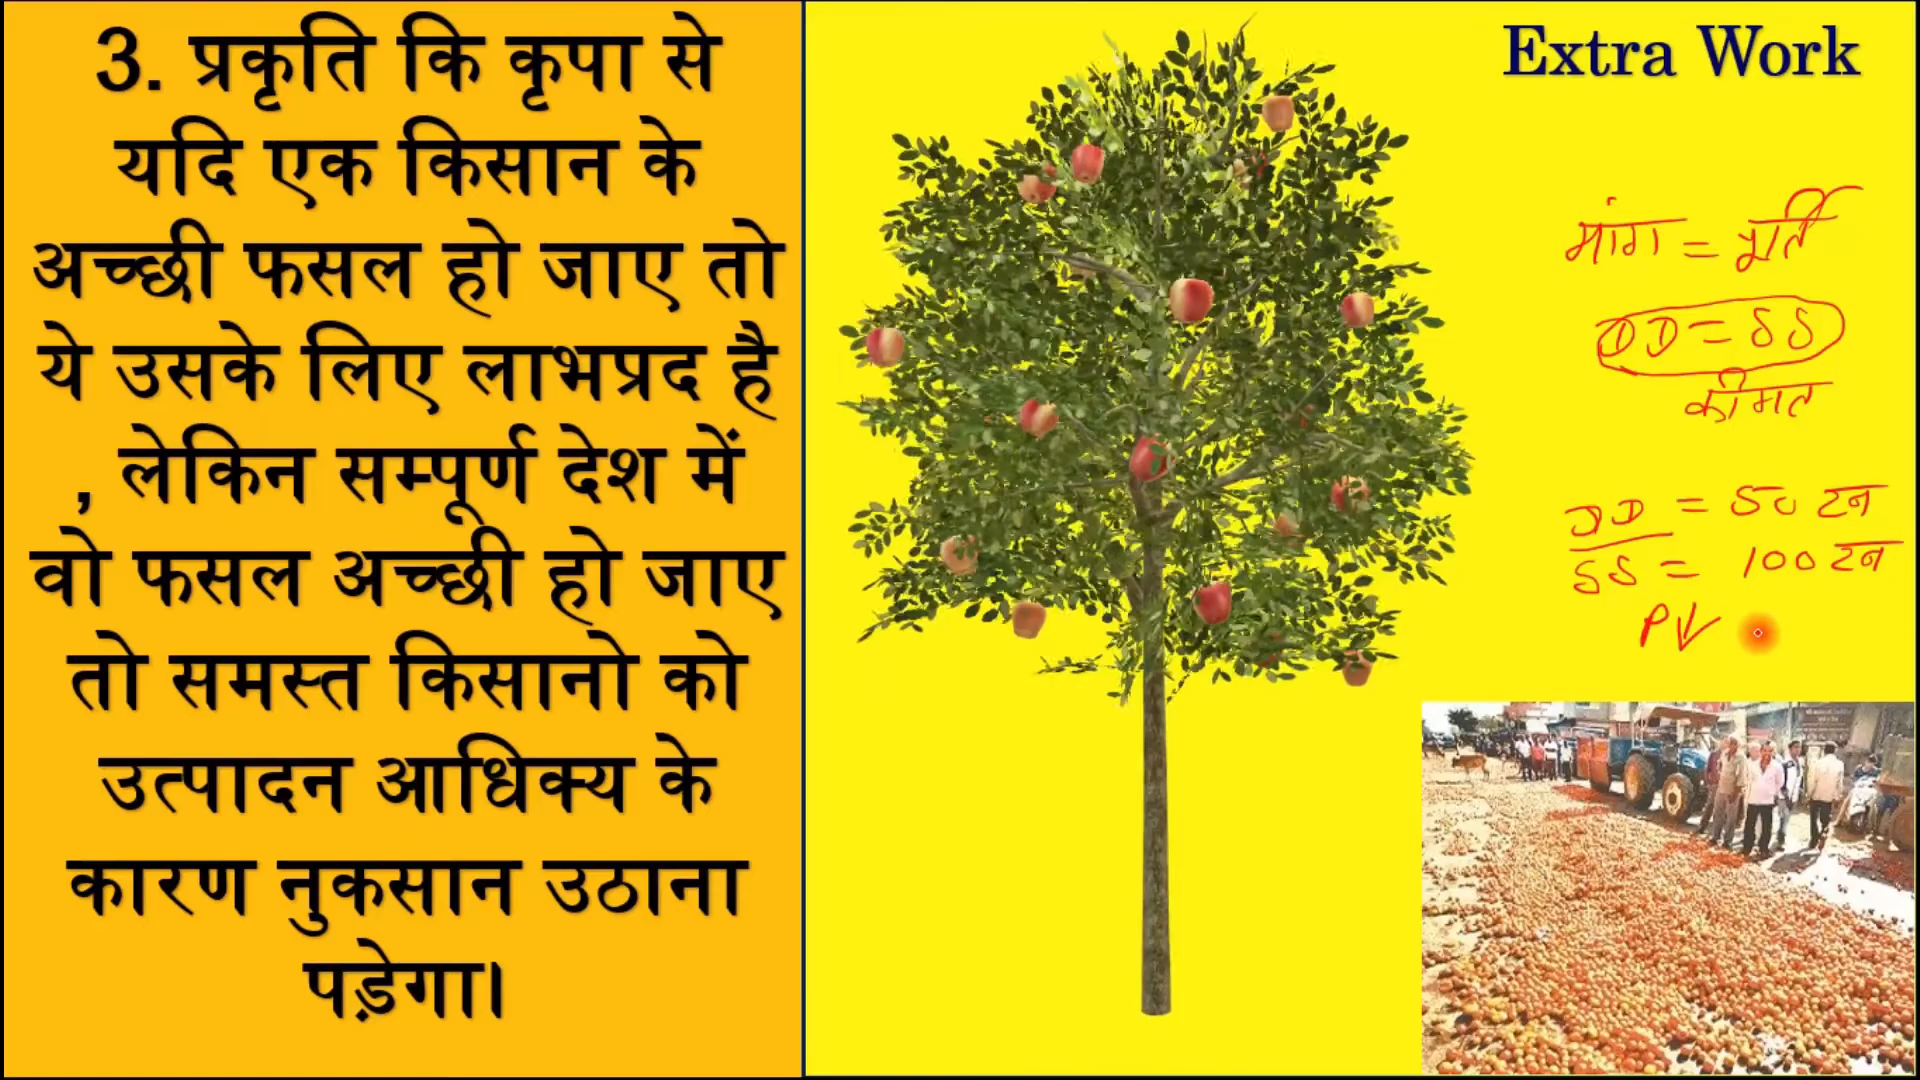 3. प्रकृति कि कृपा से
यदि एक किसान के
अच्छी फसल हो जाए तो
ये उसके लिए लाभप्रद है
, लेकिन सम्पूर्ण देश में
वो फसल अच्छी हो जाए
तो समस्त किसानो को
उत्पादन आधिक्य के
कारण नुकसान उठाना
पड़ेगा।
Extra Work
मांग = पूर्ति
DD = SS
कीमत
DD = 50 टन
SS = 100 टन
P↓